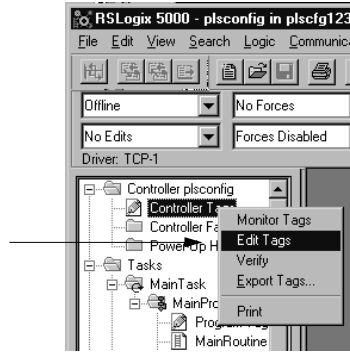 RSLogix 5000 - plsconfig in plscfg123
File Edit View Search Logic Communica
Offline
No Forces
No Edits
Forces Disabled
Driver: TCP-1
Controller plsconfig
Controller Ta
Monitor Tags
Controller Fa
Edit Tags
Power-Up H
Verify
Tasks
Export Tags...
MainTask
MainPro
Print
Program Tag
MainRoutine